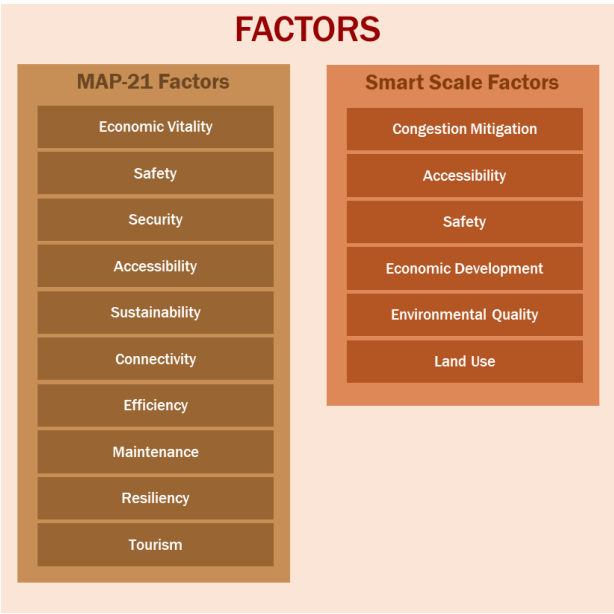 FACTORS
MAP-21 Factors
Economic Vitality
Safety
Security
Accessibility
Sustainability
Connectivity
Efficiency
Maintenance
Resiliency
Tourism
Smart Scale Factors
Congestion Mitigation
Accessibility
Safety
Economic Development
Environmental Quality
Land Use